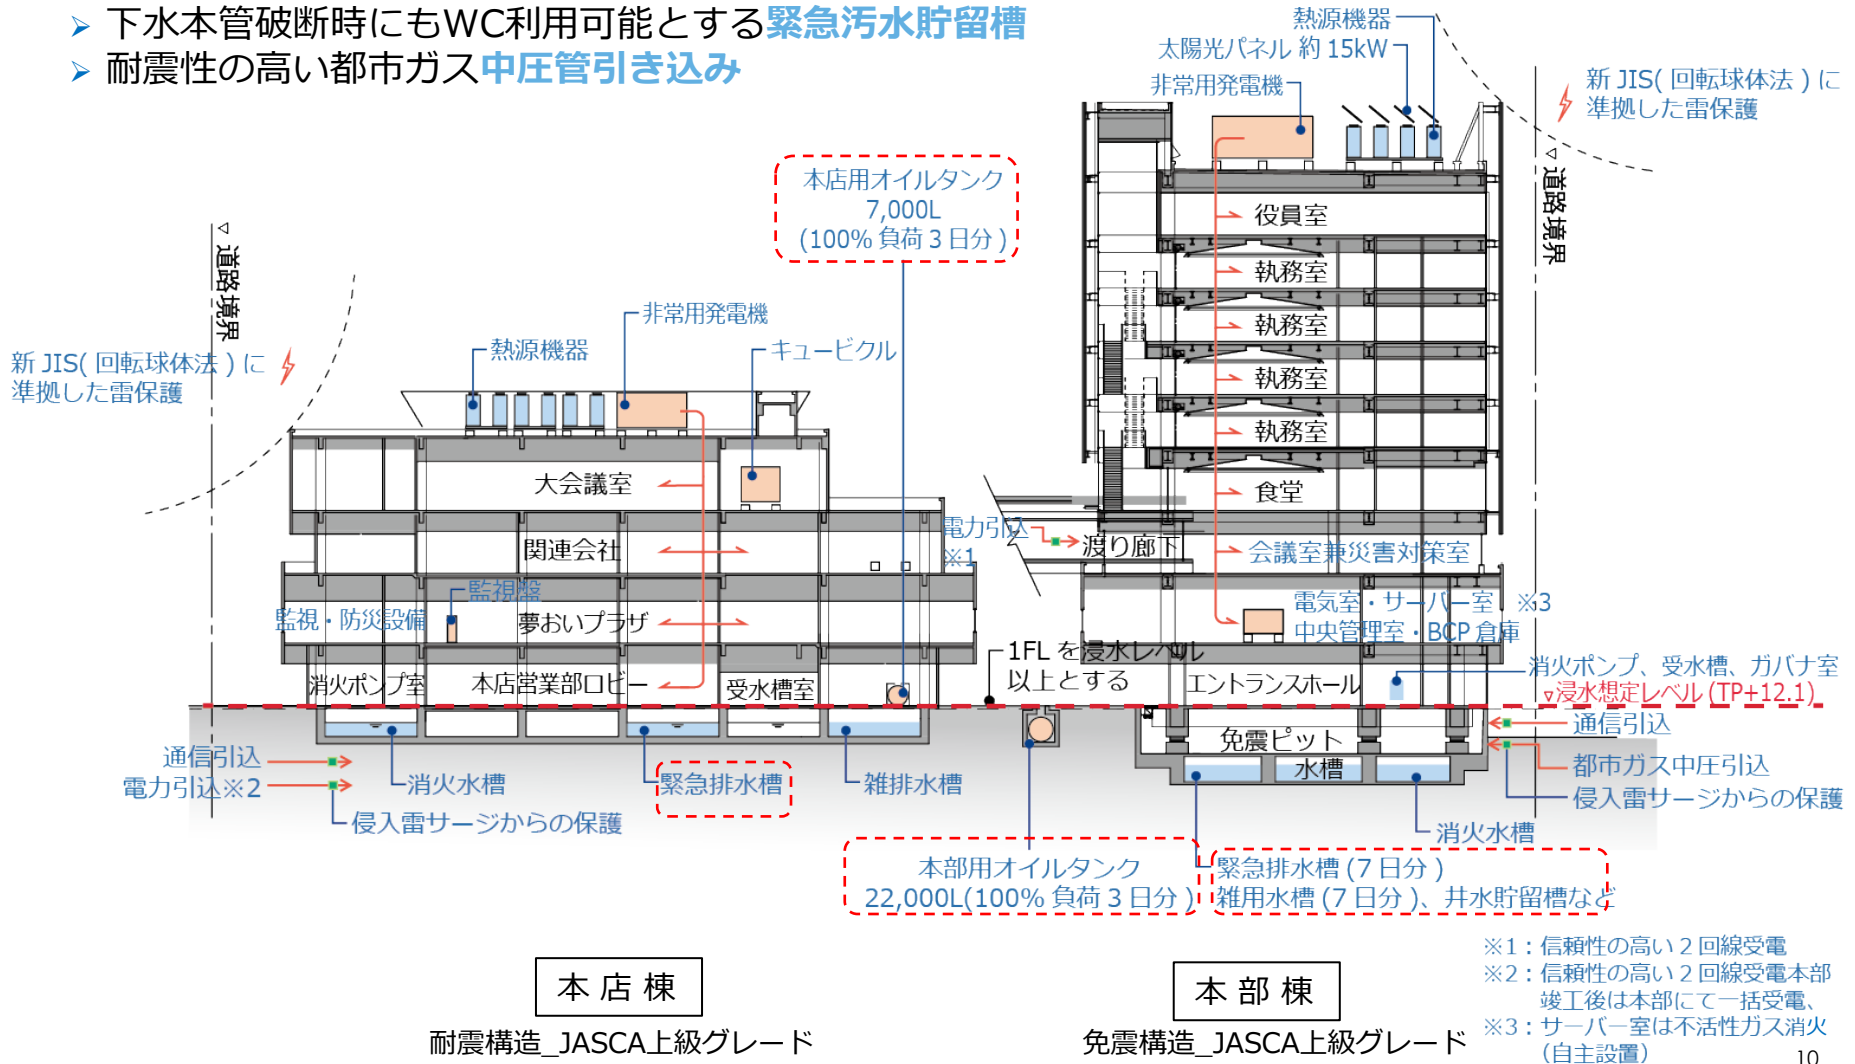 ➢ 下水本管破断時にもWC利用可能とする緊急汚水貯留槽
➢ 耐震性の高い都市ガス中圧管引き込み
熱源機器
太陽光パネル 約 15kW
非常用発電機
新 JIS( 回転球体法 ) に
準拠した雷保護
▽道路境界
本店用オイルタンク
7,000L
(100% 負荷 3 日分 )
役員室
執務室
執務室
執務室
執務室
食堂
▽道路境界
非常用発電機
熱源機器
キュービクル
新 JIS( 回転球体法 ) に
準拠した雷保護
大会議室
関連会社
電力引込
※1
渡り廊下
会議室兼災害対策室
監視盤
監視・防災設備
夢おいプラザ
電気室・サーバー室 ※3
中央管理室・BCP 倉庫
1FL を浸水レベル
以上とする
消火ポンプ室
本店営業部ロビー
受水槽室
エントランスホール
消火ポンプ、受水槽、ガバナ室
▽浸水想定レベル (TP+12.1)
通信引込
免震ピット
水槽
都市ガス中圧引込
侵入雷サージからの保護
通信引込
電力引込※2
消火水槽
緊急排水槽
雑排水槽
侵入雷サージからの保護
消火水槽
本部用オイルタンク
22,000L(100% 負荷 3 日分 )
緊急排水槽 (7 日分 )
雑用水槽 (7 日分 )、井水貯留槽など
本 店 棟
耐震構造_JASCA上級グレード
本 部 棟
免震構造_JASCA上級グレード
※1：信頼性の高い 2 回線受電
※2：信頼性の高い 2 回線受電本部
竣工後は本部にて一括受電、
※3：サーバー室は不活性ガス消火
（自主設置）
10